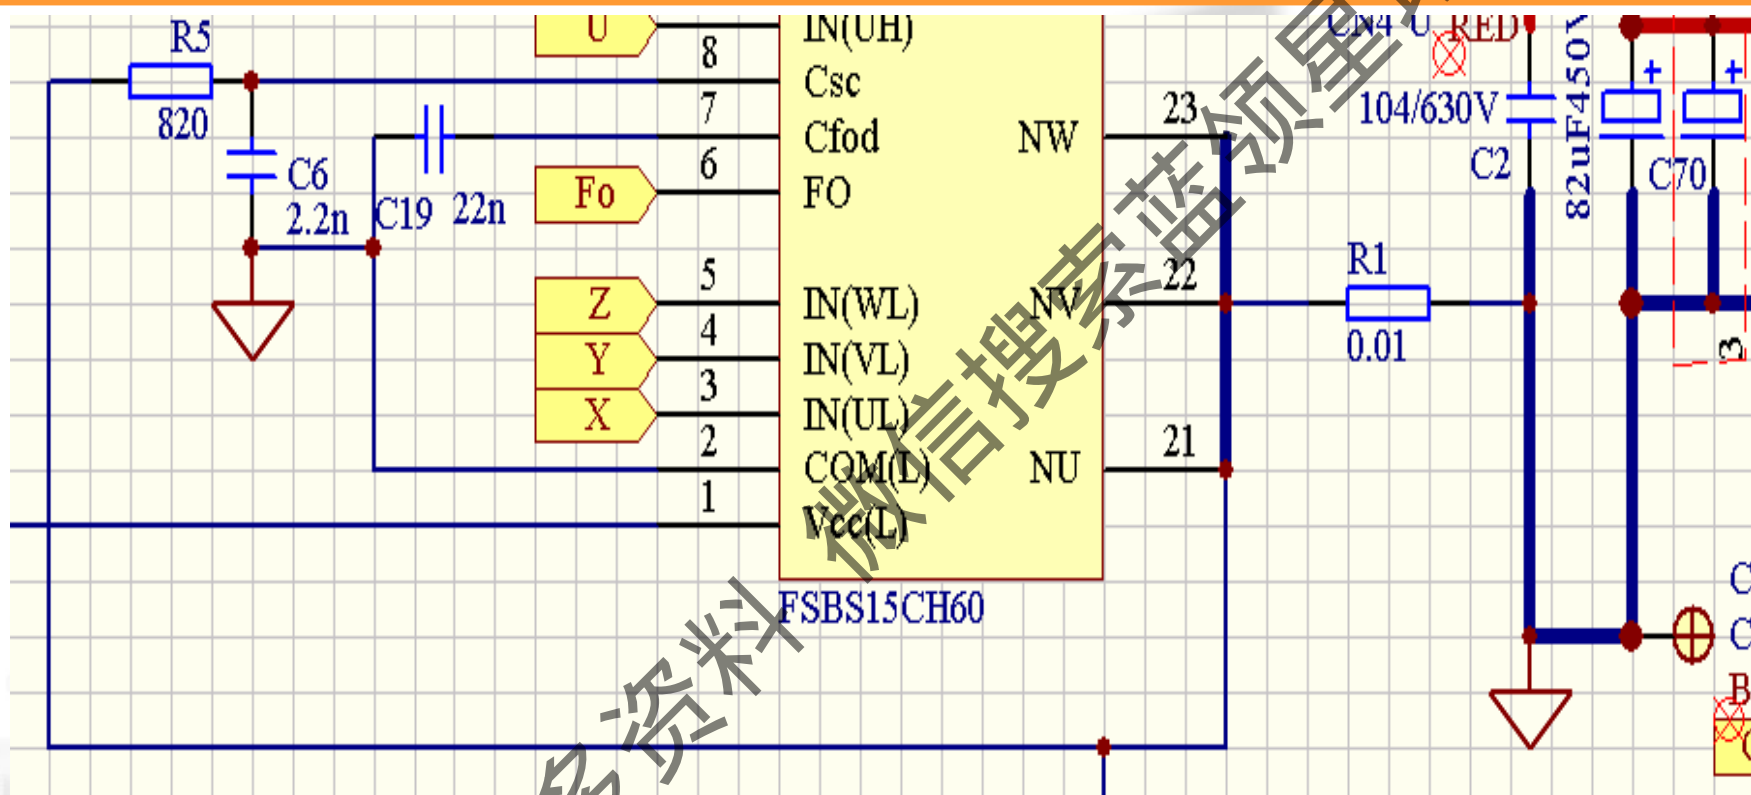 R5
820
C6
2.2n
C19 22n
U
Fo
Z
Y
X
8
7
6
5
4
3
2
1
IN(UH)
Csc
Cfod
FO
IN(WL)
IN(VL)
IN(UL)
COM(L)
Vcc(L)
NW
NV
NU
23
22
21
FSBS15CH60
R1
0.01
CN4 U RED
104/630V
C2
82uF450V
C70
3
多资料 微信搜索蓝领星